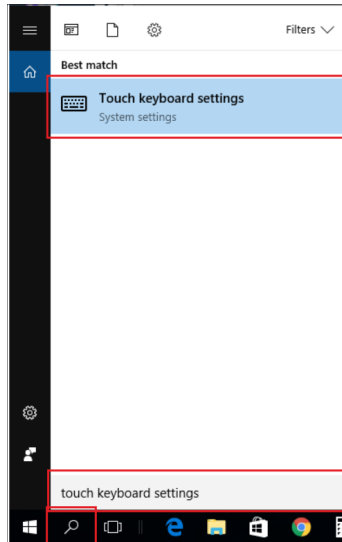 Filters
Best match
Touch keyboard settings
System settings
touch keyboard settings